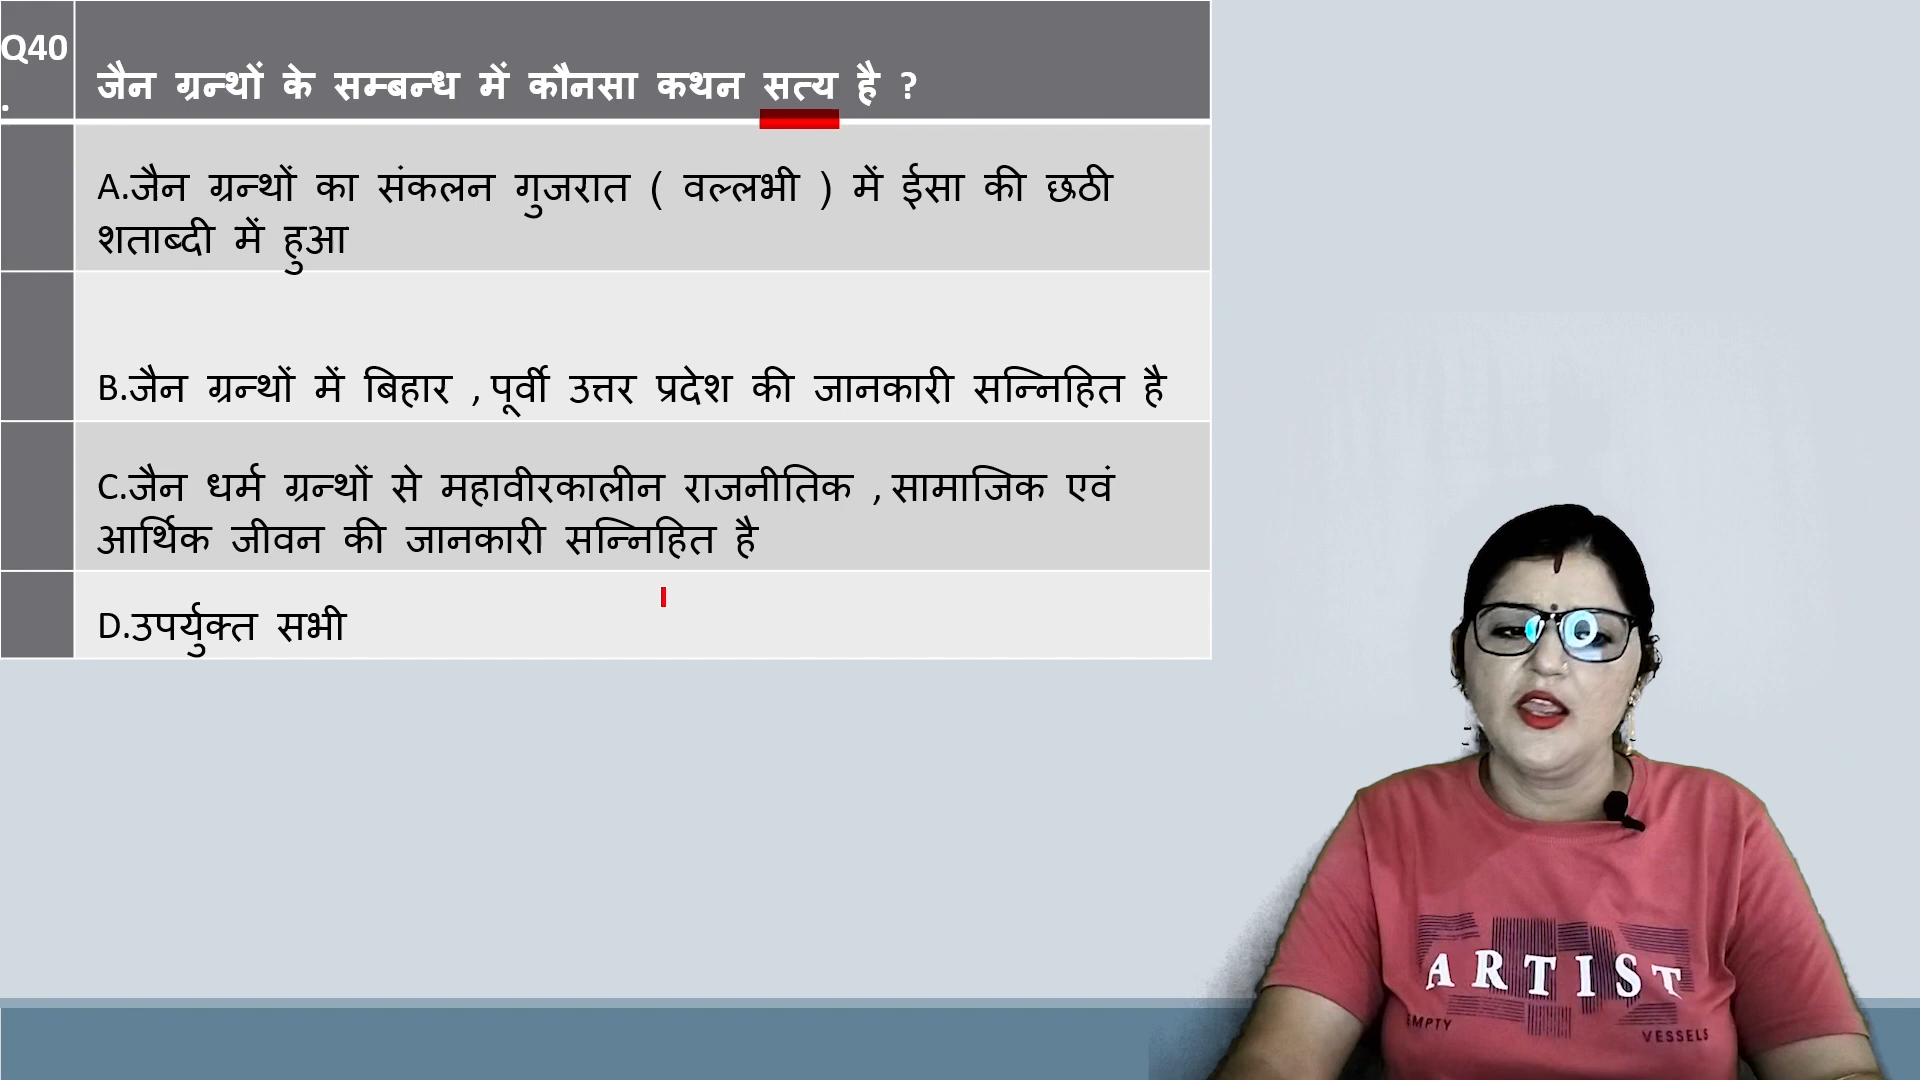 Q40
.
जैन ग्रन्थों के सम्बन्ध में कौनसा कथन सत्य है ?
A.जैन ग्रन्थों का संकलन गुजरात ( वल्लभी ) में ईसा की छठी
शताब्दी में हुआ
B.जैन ग्रन्थों में बिहार , पूर्वी उत्तर प्रदेश की जानकारी सन्निहित है
C.जैन धर्म ग्रन्थों से महावीरकालीन राजनीतिक , सामाजिक एवं
आर्थिक जीवन की जानकारी सन्निहित है
D.उपर्युक्त सभी
ARTIST
EMPTY
VESSELS